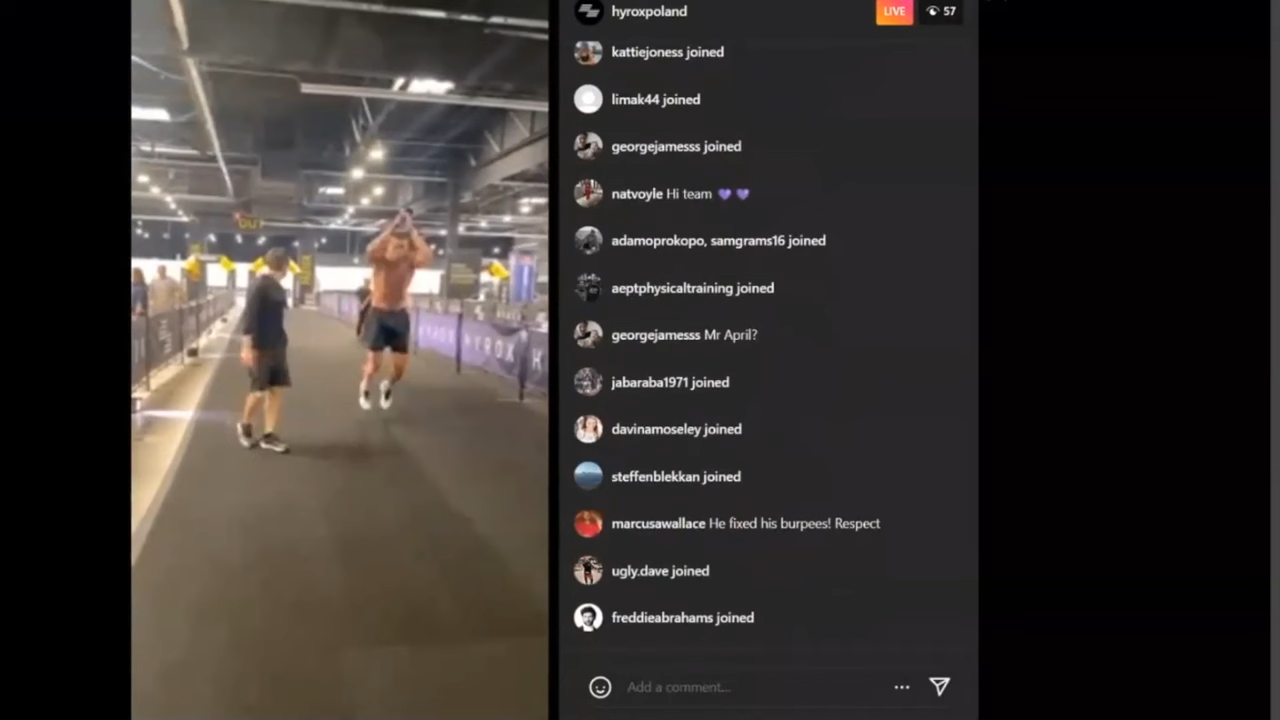 hyroxpoland
LIVE
57
kattiejoness joined
limak44 joined
georgejamesss joined
natvoyle Hi team
adamoprokopo, samgrams16 joined
aeptphysicaltraining joined
georgejamesss Mr April?
jabaraba1971 joined
davinamoseley joined
steffenblekkan joined
marcusawallace He fixed his burpees! Respect
ugly.dave joined
freddieabrahams joined
Add a comment...
OUT
HYROX